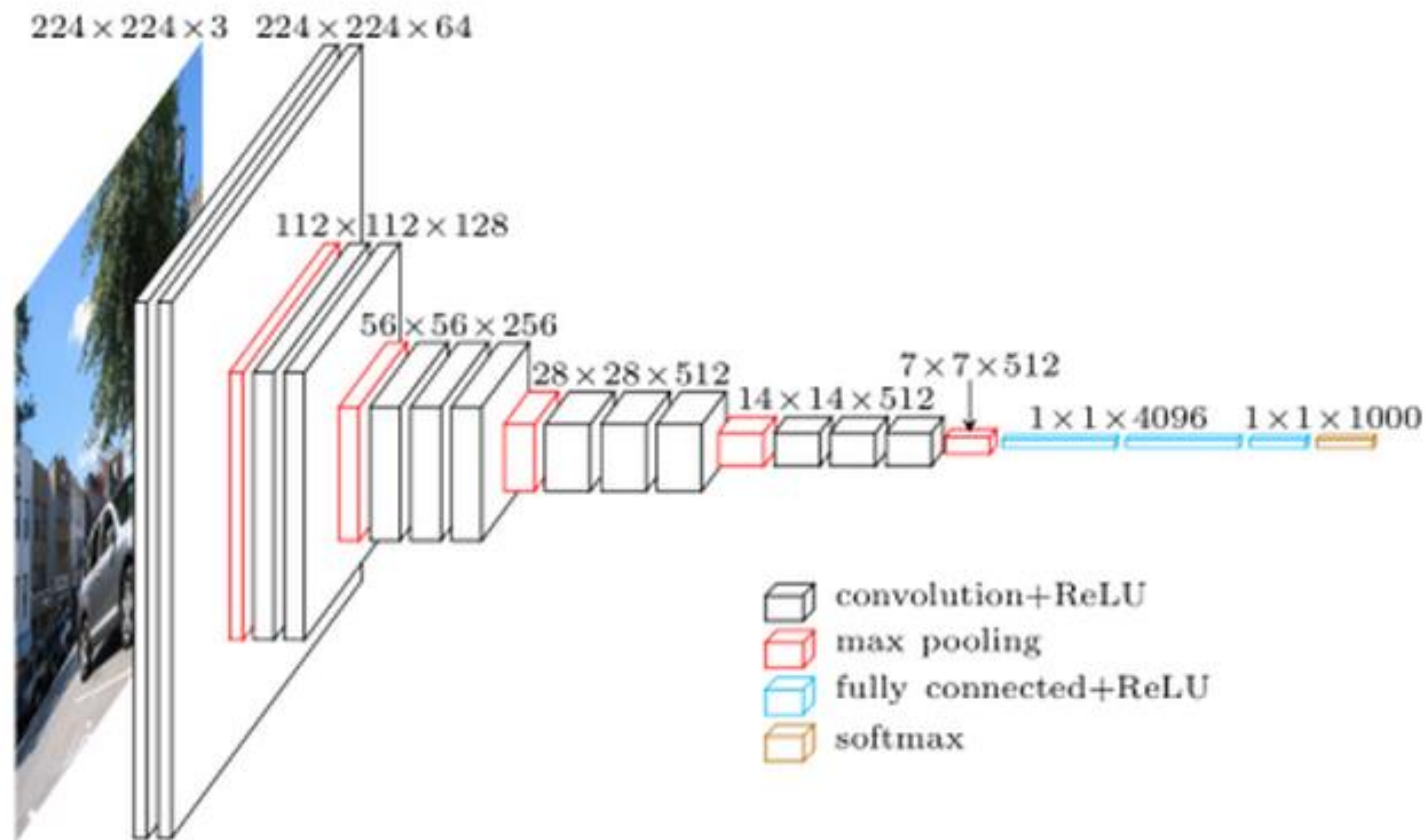 224×224×3
224×224×64
112×112×128
56×56×256
28×28×512
14×14×512
7×7×512
1×1×4096
1×1×1000
convolution+ReLU
max pooling
fully connected+ReLU
softmax